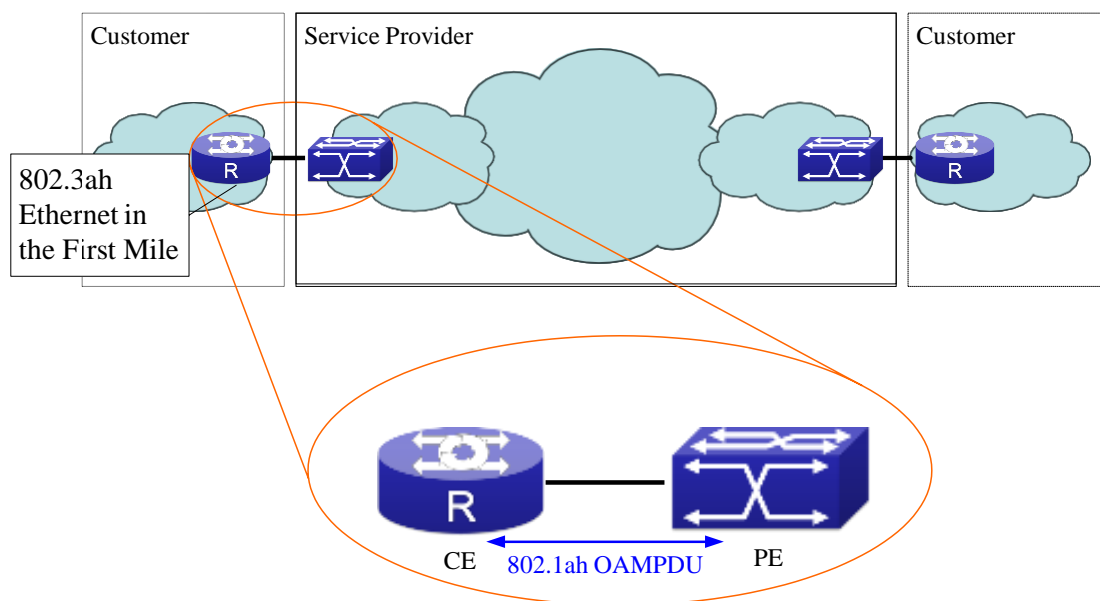 Customer
Service Provider
Customer
R
R
802.3ah
Ethernet in
the First Mile
R
CE
802.1ah OAMPDU
PE